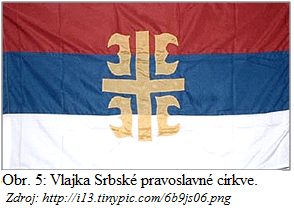 Obr. 5: Vlajka Srbské pravoslavné církve.
Zdroj: http://i13.tinypic.com/6b9js06.png